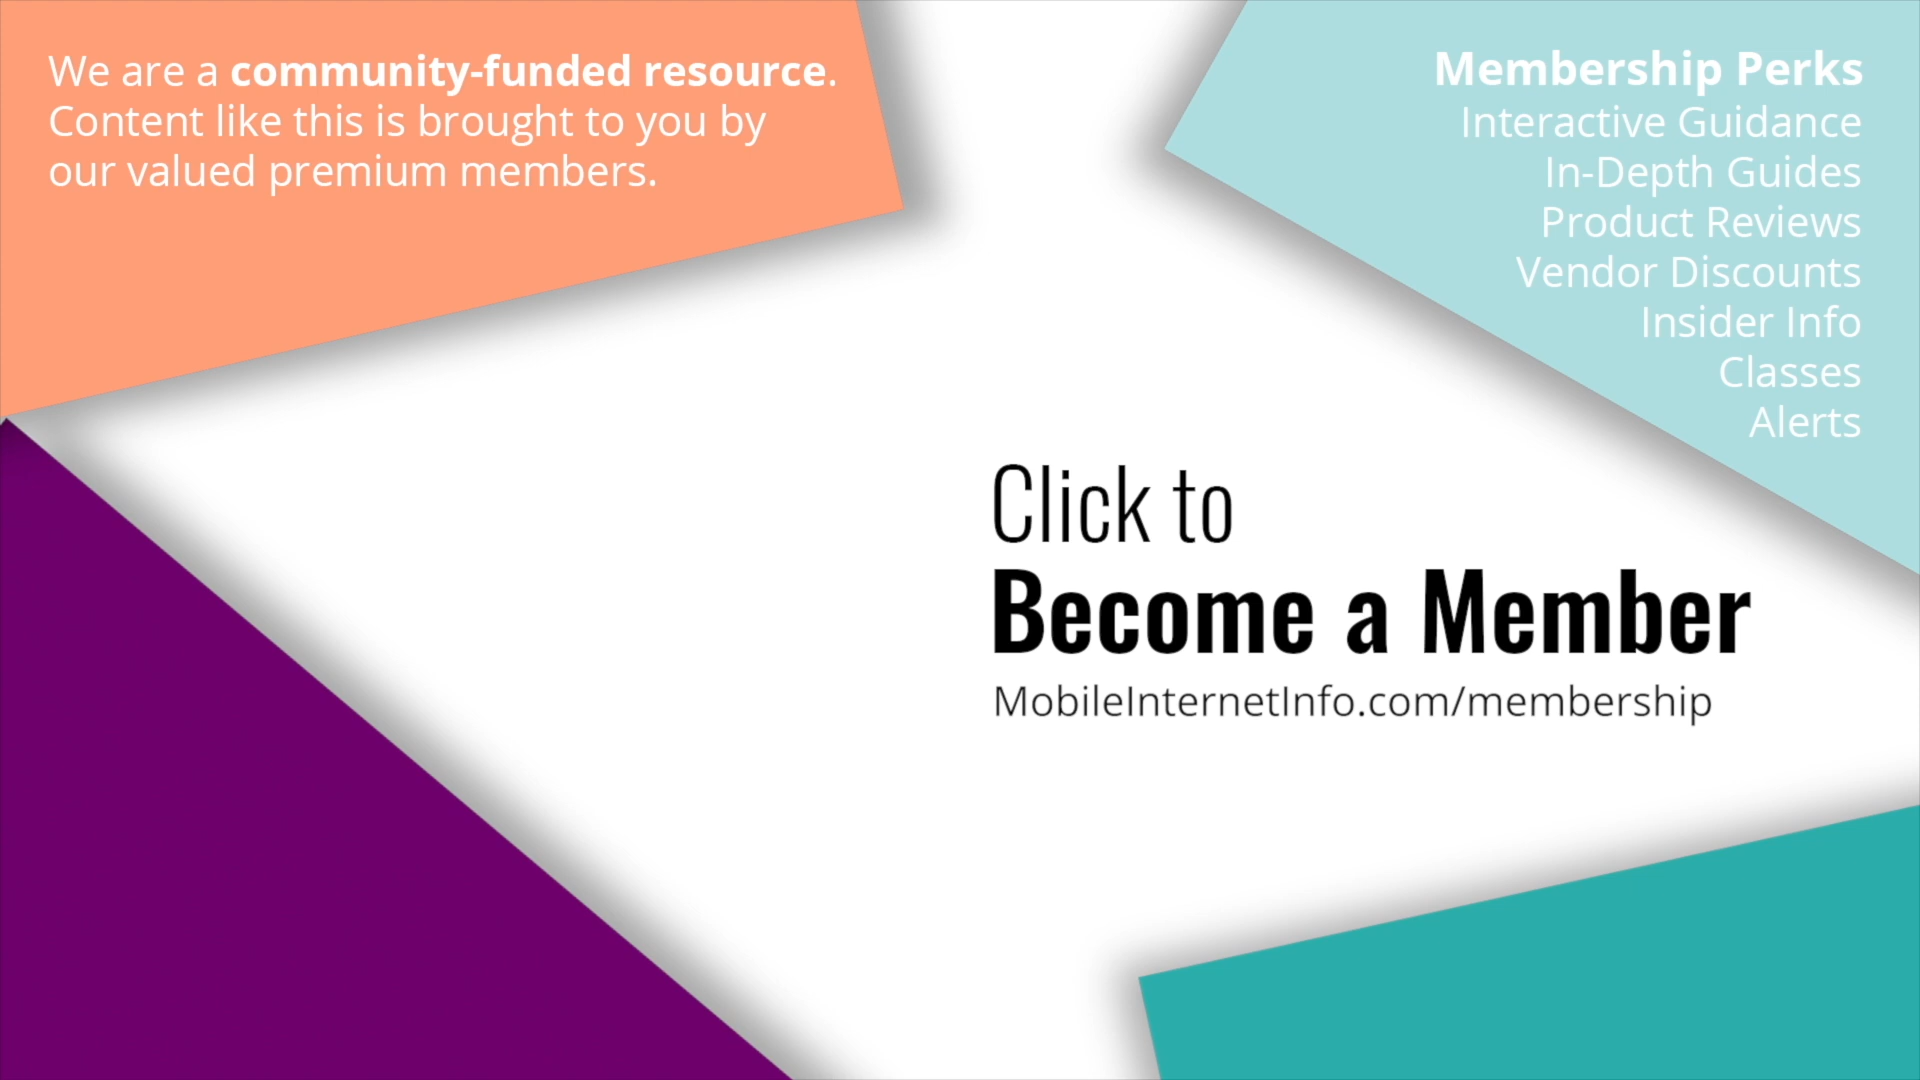 We are a community-funded resource.
Content like this is brought to you by
our valued premium members.
Membership Perks
Interactive Guidance
In-Depth Guides
Product Reviews
Vendor Discounts
Insider Info
Classes
Alerts
Click to
Become a Member
MobileInternetInfo.com/membership